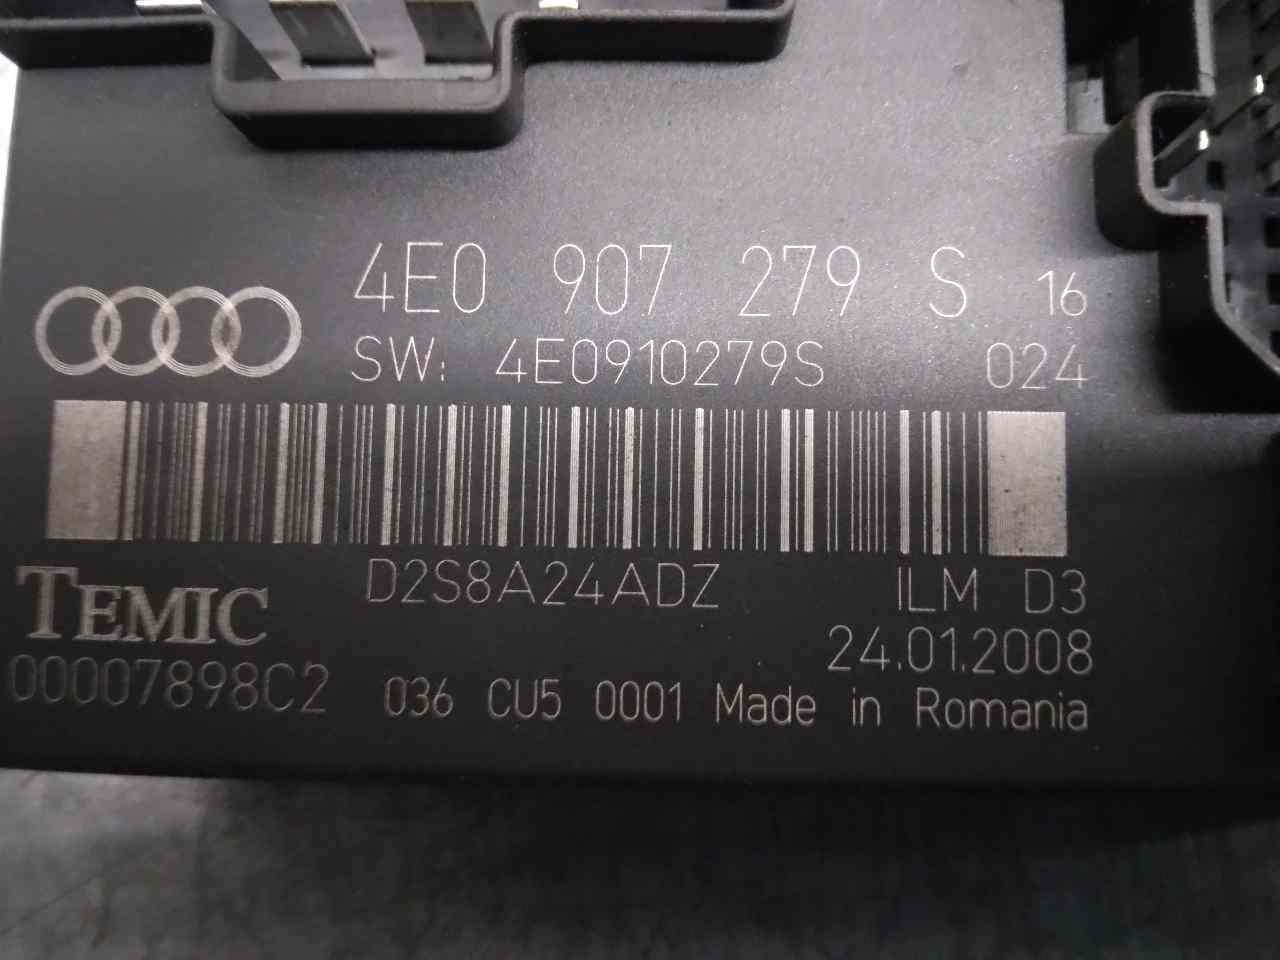 4E0 907 279 S 16
SW: 4E0910279S 024
D2S8A24ADZ ILM D3
TEMIC 24.01.2008
00007898C2 036 CU5 0001 Made in Romania